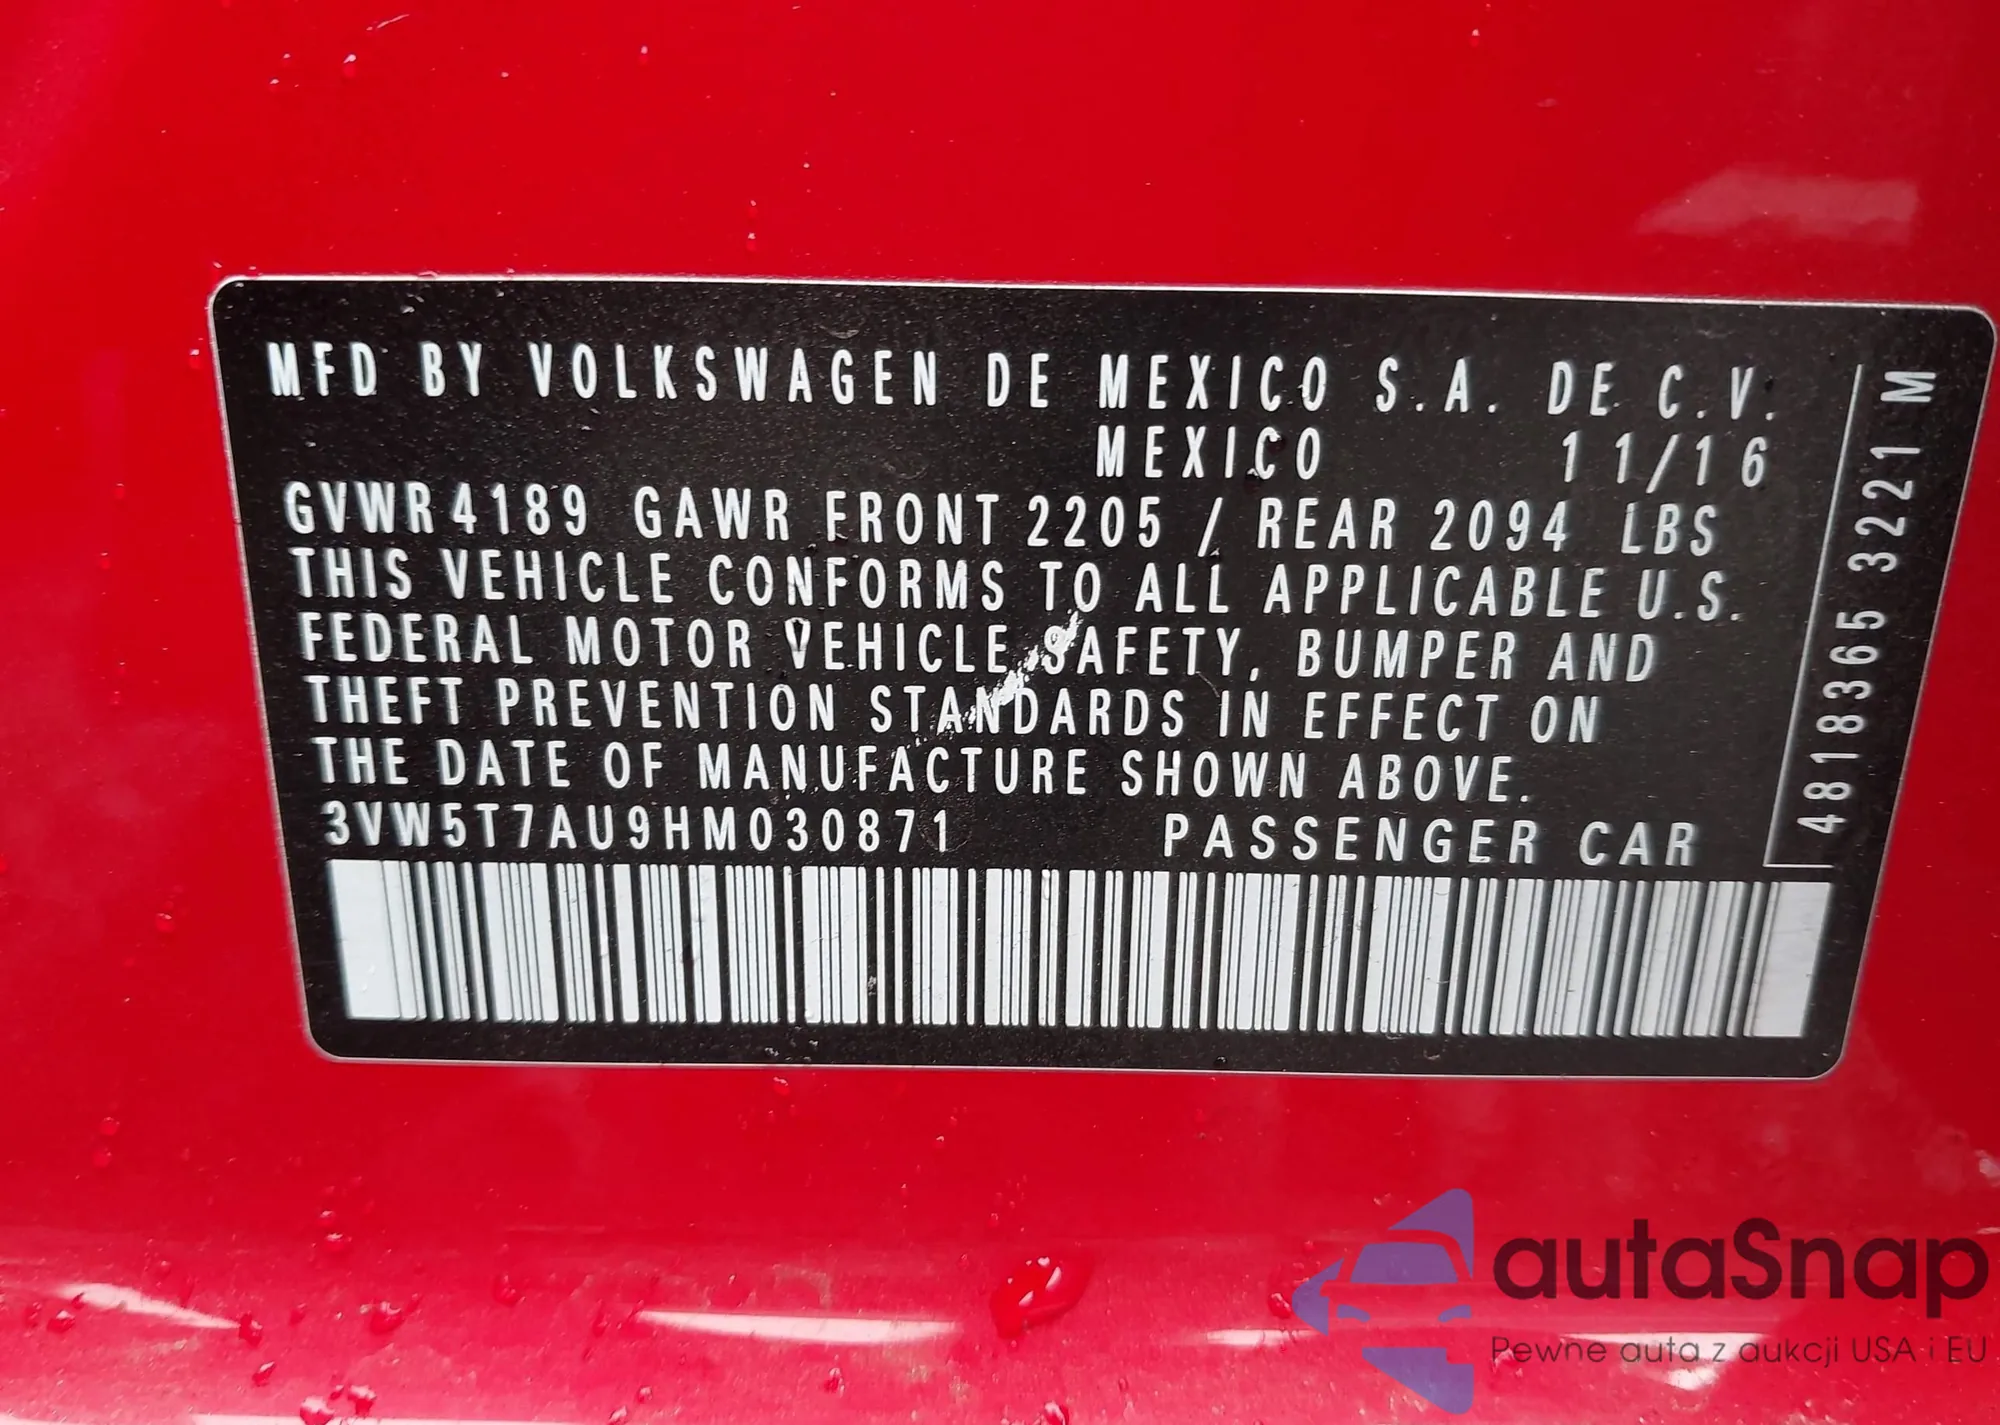 MFD BY VOLKSWAGEN DE MEXICO S.A. DE C.V.
MEXICO 11/16
GVWR 4189 GAWR FRONT 2205 / REAR 2094 LBS
THIS VEHICLE CONFORMS TO ALL APPLICABLE U.S.
FEDERAL MOTOR VEHICLE SAFETY, BUMPER AND
THEFT PREVENTION STANDARDS IN EFFECT ON
THE DATE OF MANUFACTURE SHOWN ABOVE.
3VW5T7AU9HM030871 PASSENGER CAR
4818365 3221 M
autaSnap
Pewne auta z aukcji USA i EU